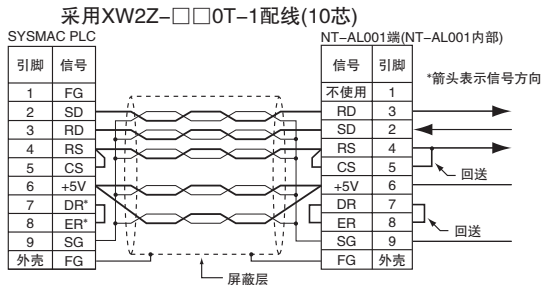 采用XW2Z-□□0T-1配线(10芯)
SYSMAC PLC
NT-AL001端(NT-AL001内部)
引脚 信号
信号 引脚
*箭头表示信号方向
1 FG
不使用 1
2 SD
RD 3
3 RD
SD 2
4 RS
RS 4
5 CS
CS 5
回送
6 +5V
+5V 6
7 DR*
DR 7
8 ER*
ER 8
回送
9 SG
SG 9
外壳 FG
FG 外壳
屏蔽层